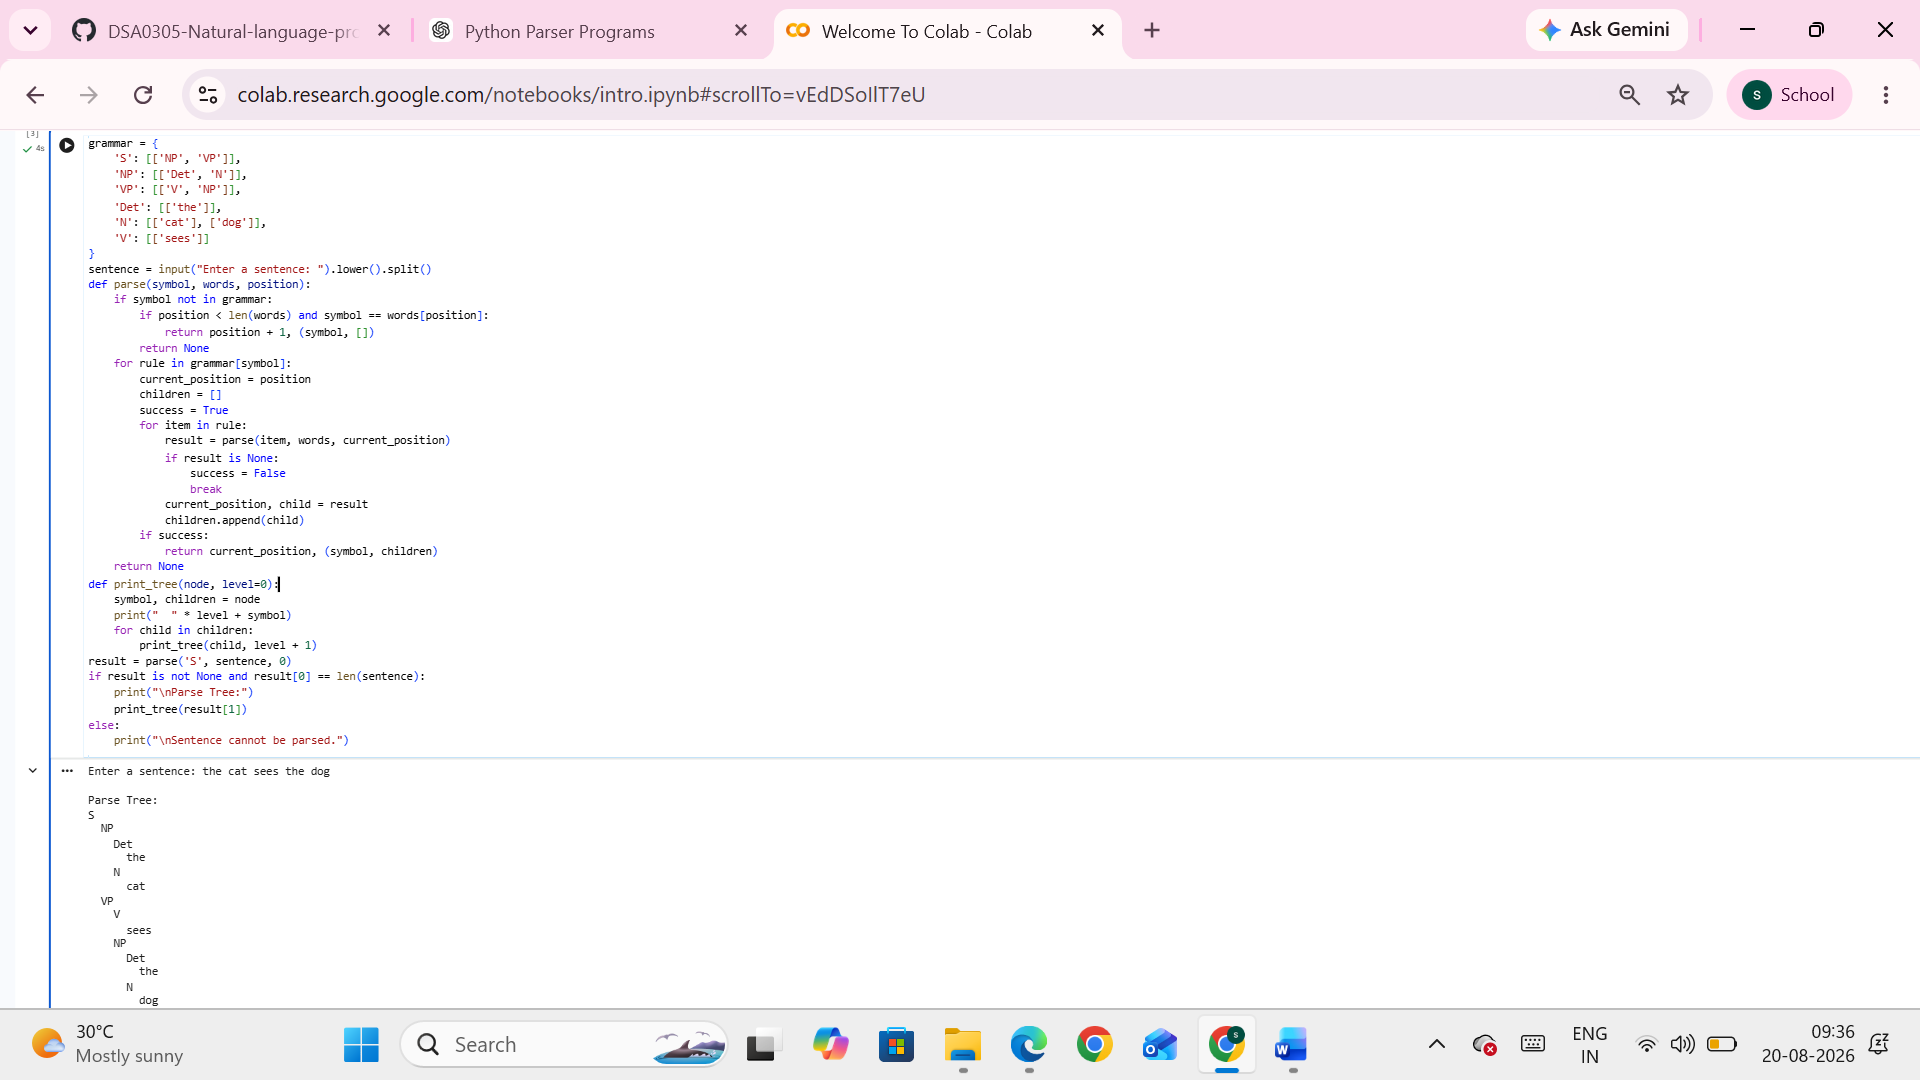 DSA0305-Natural-language-pro
Python Parser Programs
Welcome To Colab - Colab
Ask Gemini
colab.research.google.com/notebooks/intro.ipynb#scrollTo=vEdDSoIlT7eU
S School
[3]
4s
grammar = {
    'S': [['NP', 'VP']],
    'NP': [['Det', 'N']],
    'VP': [['V', 'NP']],
    'Det': [['the']],
    'N': [['cat'], ['dog']],
    'V': [['sees']]
}
sentence = input("Enter a sentence: ").lower().split()
def parse(symbol, words, position):
    if symbol not in grammar:
        if position < len(words) and symbol == words[position]:
            return position + 1, (symbol, [])
        return None
    for rule in grammar[symbol]:
        current_position = position
        children = []
        success = True
        for item in rule:
            result = parse(item, words, current_position)
            if result is None:
                success = False
                break
            current_position, child = result
            children.append(child)
        if success:
            return current_position, (symbol, children)
    return None
def print_tree(node, level=0):
    symbol, children = node
    print("  " * level + symbol)
    for child in children:
        print_tree(child, level + 1)
result = parse('S', sentence, 0)
if result is not None and result[0] == len(sentence):
    print("\nParse Tree:")
    print_tree(result[1])
else:
    print("\nSentence cannot be parsed.")
Enter a sentence: the cat sees the dog
Parse Tree:
S
  NP
    Det
      the
    N
      cat
  VP
    V
      sees
    NP
      Det
        the
      N
        dog
30°C
Mostly sunny
Search
ENG
IN
09:36
20-08-2026